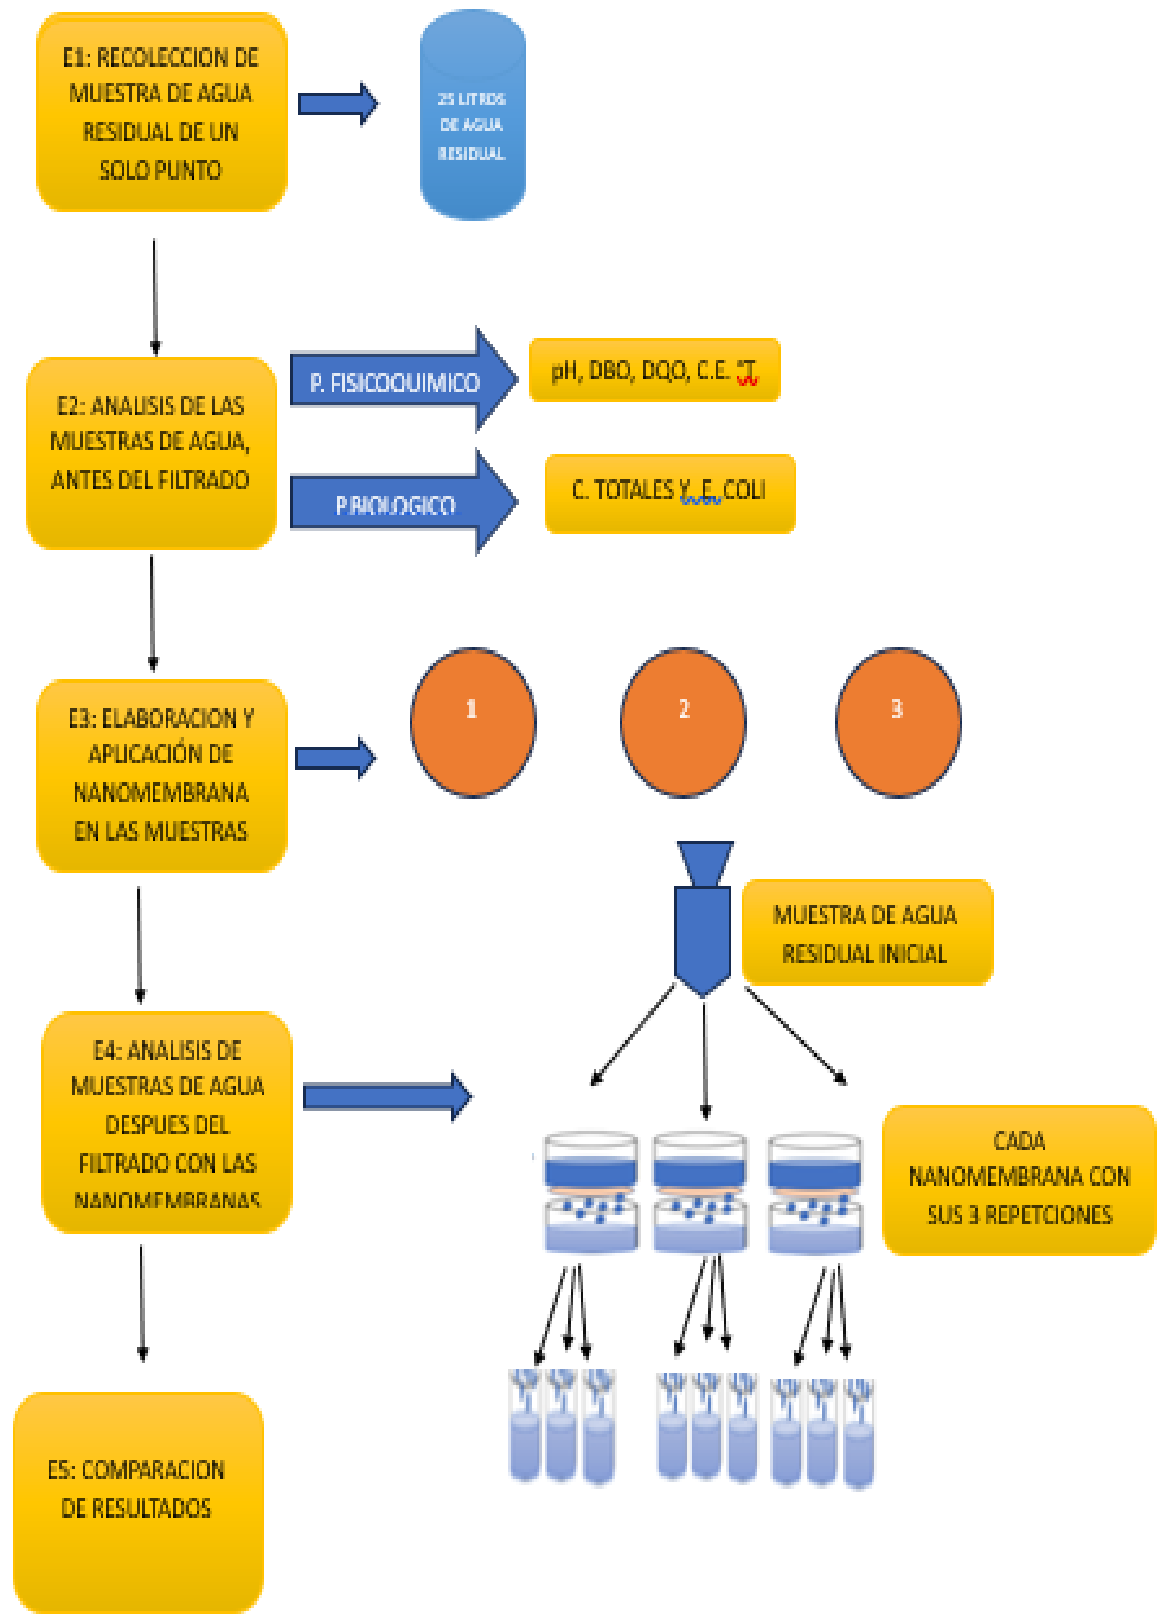 E1: RECOLECCION DE
MUESTRA DE AGUA
RESIDUAL DE UN
SOLO PUNTO
25 LITROS
DE AGUA
RESIDUAL
E2: ANALISIS DE LAS
MUESTRAS DE AGUA,
ANTES DEL FILTRADO
P. FISICOQUIMICO
pH, DBO, DQO, C.E. °T
P.BIOLOGICO
C. TOTALES Y E. COLI
E3: ELABORACION Y
APLICACIÓN DE
NANOMEMBRANA
EN LAS MUESTRAS
1
2
3
MUESTRA DE AGUA
RESIDUAL INICIAL
E4: ANALISIS DE
MUESTRAS DE AGUA
DESPUES DEL
FILTRADO CON LAS
NANOMEMBRANAS
CADA
NANOMEMBRANA CON
SUS 3 REPETCIONES
E5: COMPARACION
DE RESULTADOS